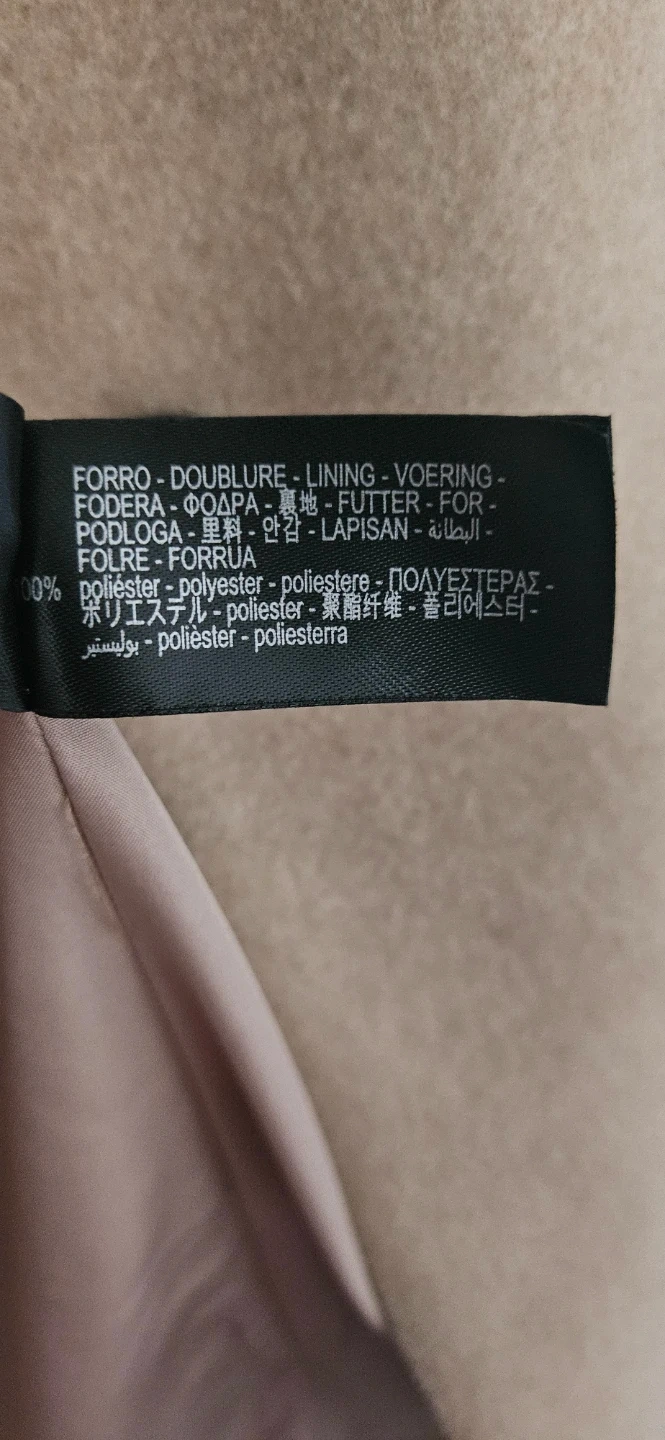 FORRO - DOUBLURE - LINING - VOERING -
FODERA - ΦΟΔΡΑ - 裏地 - FUTTER - FOR -
PODLOGA - 里料 - 안감 - LAPISAN - البطانة -
FOLRE - FORRUA
00% poliéster - polyester - poliestere - ΠΟΛΥΕΣΤΕΡΑΣ -
ポリエステル - poliester - 聚酯纤维 - 폴리에스터 -
بوليستير - polièster - poliesterra